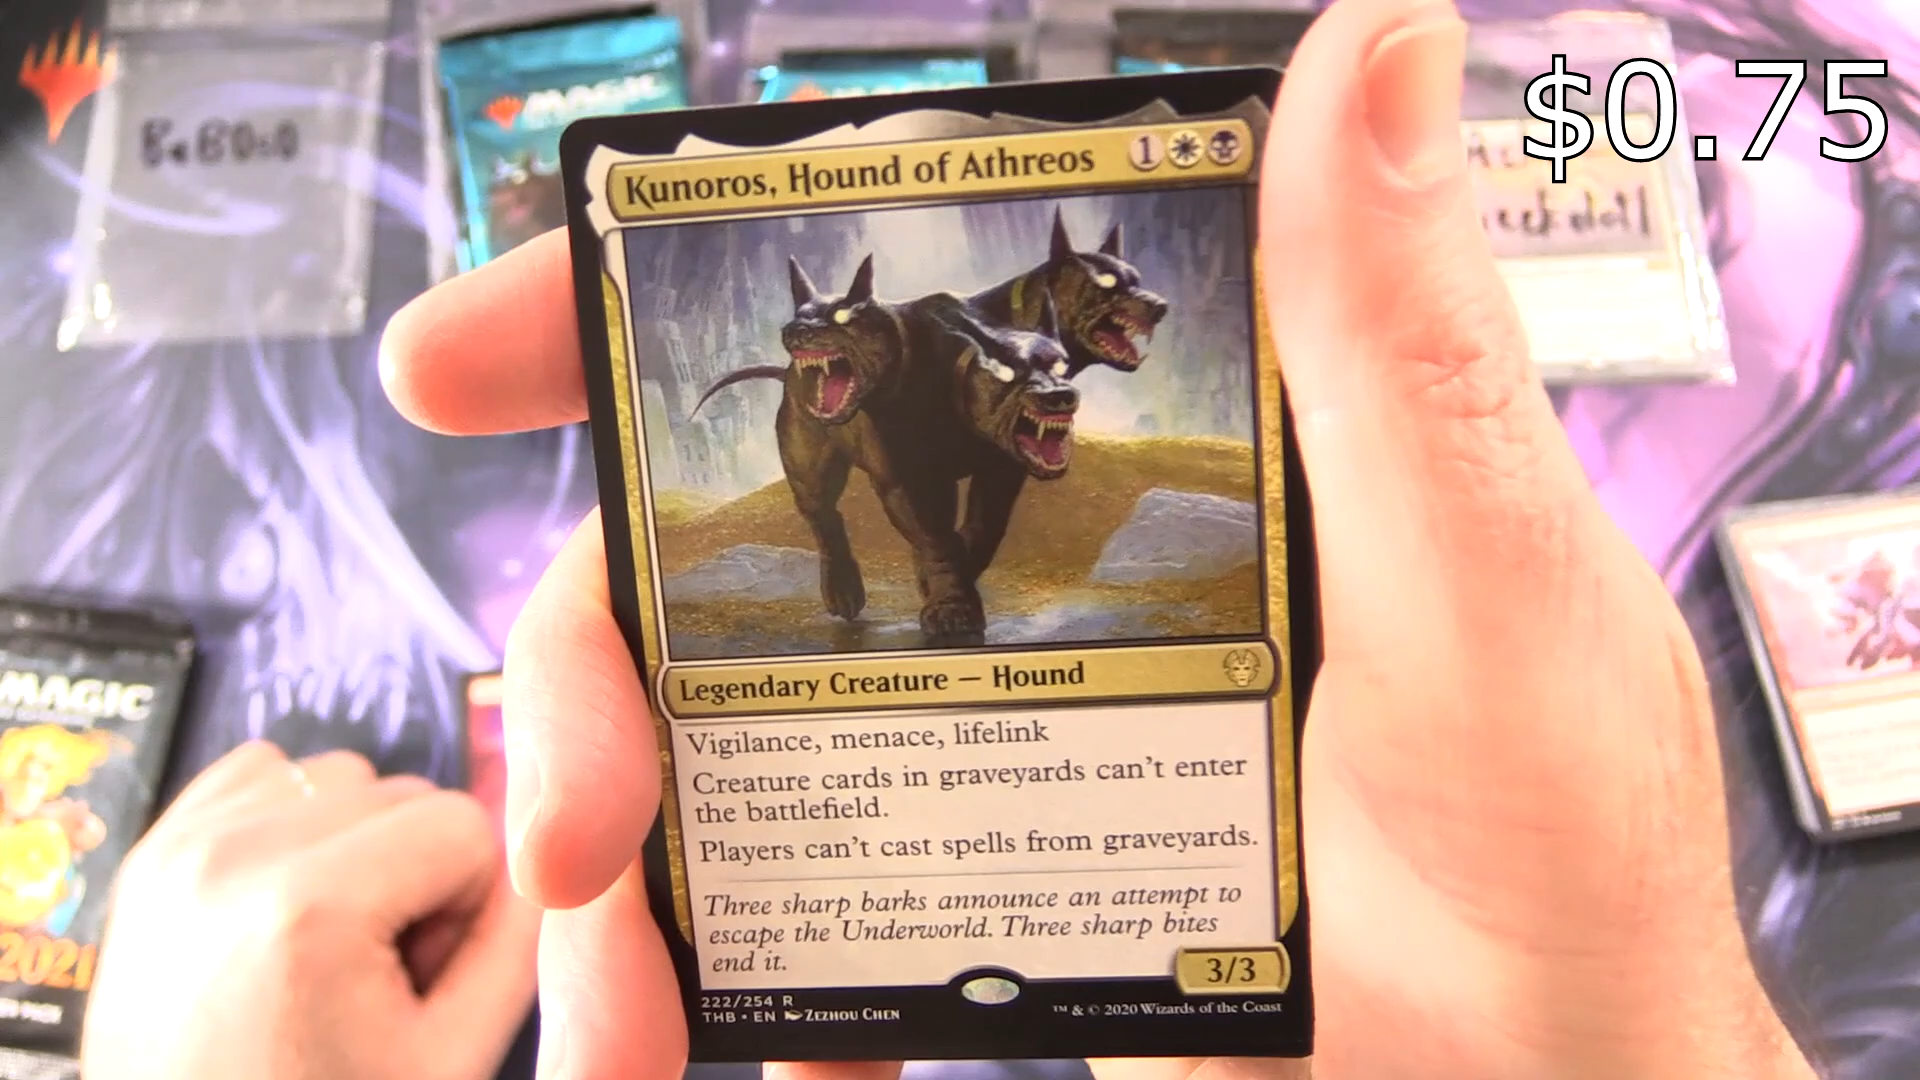 $0.75
BeBoso
MAGIC
Kunoros, Hound of Athreos 1
Legendary Creature — Hound
Vigilance, menace, lifelink
Creature cards in graveyards can't enter
the battlefield.
Players can't cast spells from graveyards.
Three sharp barks announce an attempt to
escape the Underworld. Three sharp bites
end it.
3/3
222/254 R
THB • EN Zezhou Chen
™ & © 2020 Wizards of the Coast
MAGIC
2021